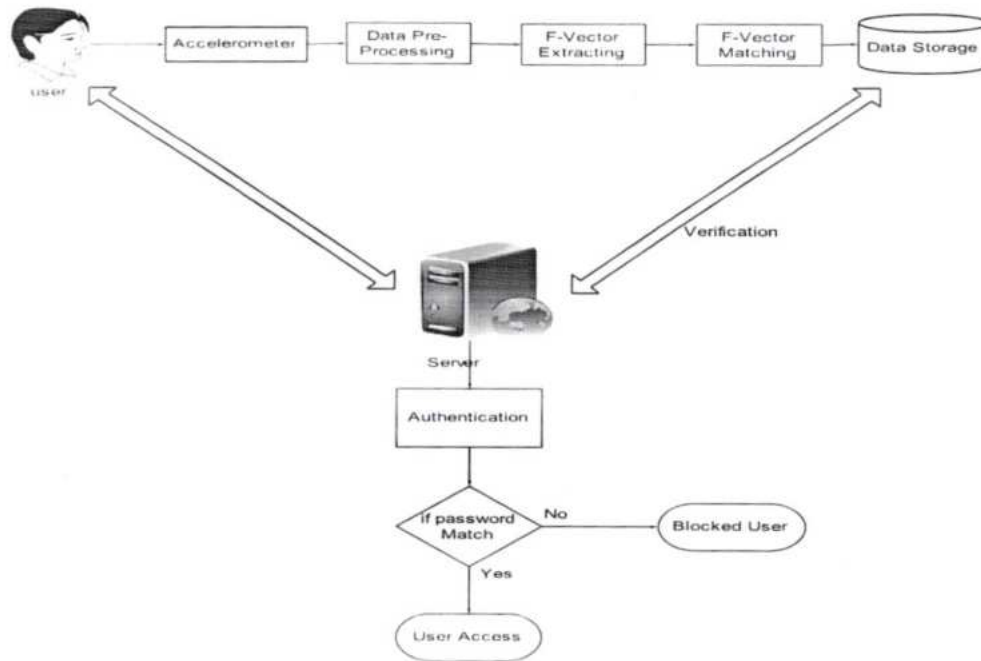 user
Accelerometer
Data Pre-
Processing
F-Vector
Extracting
F-Vector
Matching
Data Storage
Verification
Server
Authentication
if password
Match
No
Blocked User
Yes
User Access